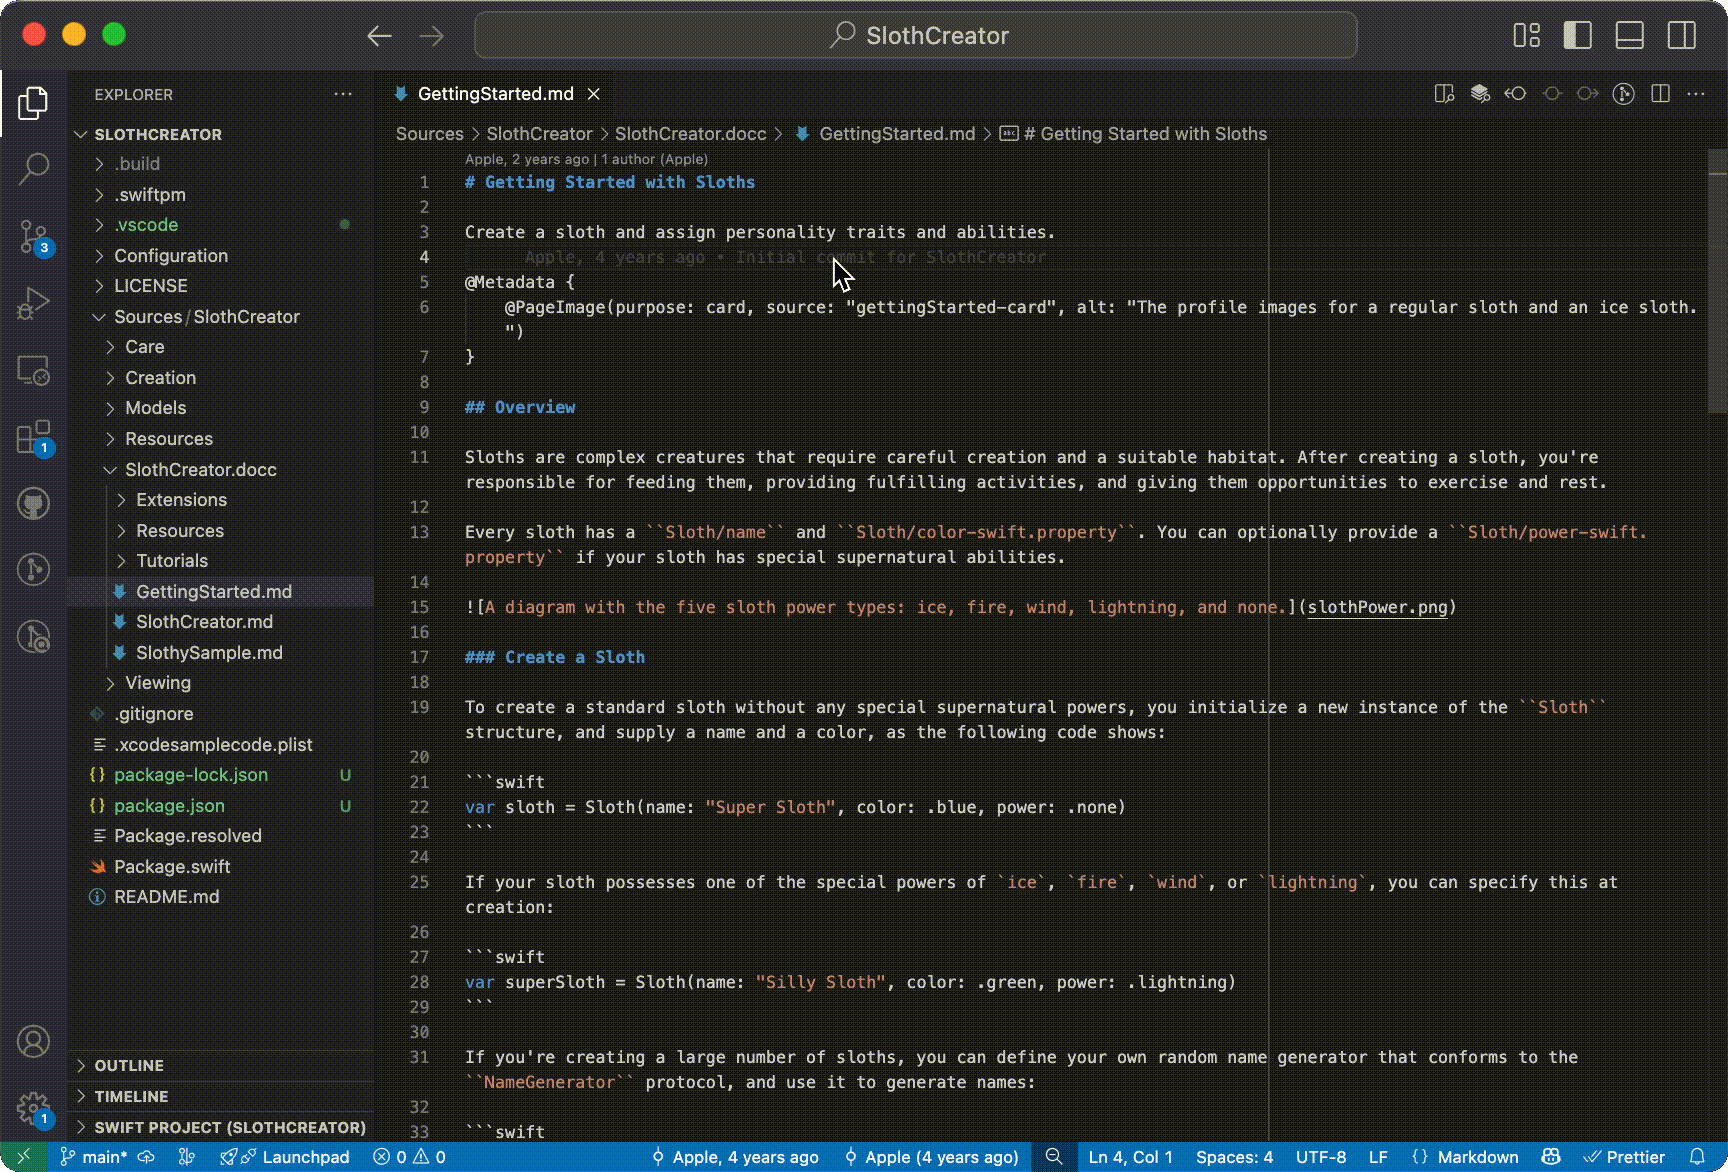 SlothCreator
EXPLORER
SLOTHCREATOR
.build
.swiftpm
.vscode
Configuration
LICENSE
Sources/SlothCreator
Care
Creation
Models
Resources
SlothCreator.docc
Extensions
Resources
Tutorials
GettingStarted.md
SlothCreator.md
SlothySample.md
Viewing
.gitignore
.xcodesamplecode.plist
package-lock.json U
package.json U
Package.resolved
Package.swift
README.md
OUTLINE
TIMELINE
SWIFT PROJECT (SLOTHCREATOR)
3
1
1
GettingStarted.md
Sources > SlothCreator > SlothCreator.docc > GettingStarted.md > # Getting Started with Sloths
Apple, 2 years ago | 1 author (Apple)
1 # Getting Started with Sloths
2
3 Create a sloth and assign personality traits and abilities.
4 Apple, 4 years ago • Initial commit for SlothCreator
5 @Metadata {
6 @PageImage(purpose: card, source: "gettingStarted-card", alt: "The profile images for a regular sloth and an ice sloth.
")
7 }
8
9 ## Overview
10
11 Sloths are complex creatures that require careful creation and a suitable habitat. After creating a sloth, you're
responsible for feeding them, providing fulfilling activities, and giving them opportunities to exercise and rest.
12
13 Every sloth has a ``Sloth/name`` and ``Sloth/color-swift.property``. You can optionally provide a ``Sloth/power-swift.
property`` if your sloth has special supernatural abilities.
14
15 ![A diagram with the five sloth power types: ice, fire, wind, lightning, and none.](slothPower.png)
16
17 ### Create a Sloth
18
19 To create a standard sloth without any special supernatural powers, you initialize a new instance of the ``Sloth``
structure, and supply a name and a color, as the following code shows:
20
21 ```swift
22 var sloth = Sloth(name: "Super Sloth", color: .blue, power: .none)
23 ```
24
25 If your sloth possesses one of the special powers of `ice`, `fire`, `wind`, or `lightning`, you can specify this at
creation:
26
27 ```swift
28 var superSloth = Sloth(name: "Silly Sloth", color: .green, power: .lightning)
29 ```
30
31 If you're creating a large number of sloths, you can define your own random name generator that conforms to the
``NameGenerator`` protocol, and use it to generate names:
32
33 ```swift
main* Launchpad 0 0 Apple, 4 years ago Apple (4 years ago) Ln 4, Col 1 Spaces: 4 UTF-8 LF {} Markdown Prettier